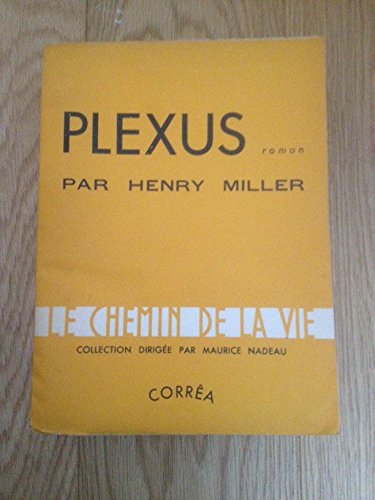 PLEXUS roman
PAR HENRY MILLER
LE CHEMIN DE LA VIE
COLLECTION DIRIGÉE PAR MAURICE NADEAU
CORRÊA